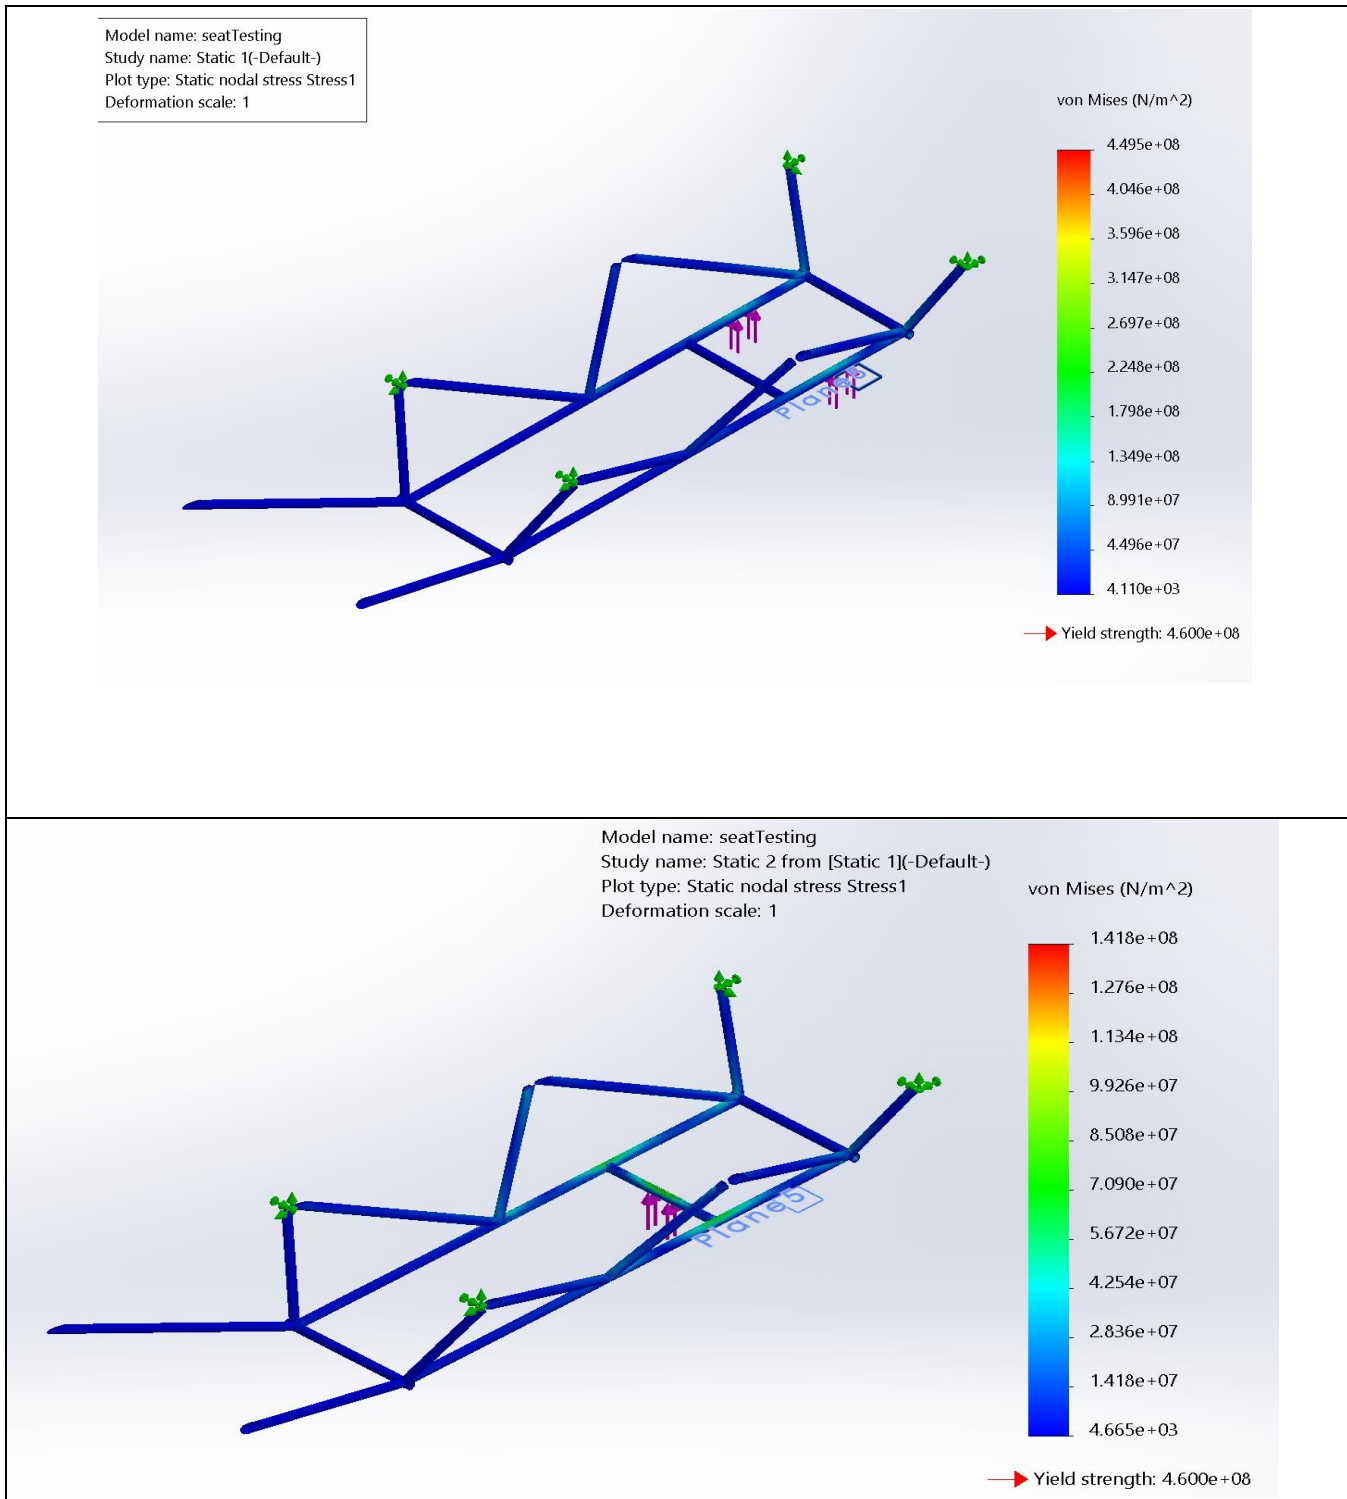 Model name: seatTesting
Study name: Static 1(-Default-)
Plot type: Static nodal stress Stress1
Deformation scale: 1
von Mises (N/m^2)
4.495e+08
4.046e+08
3.596e+08
3.147e+08
2.697e+08
2.248e+08
1.798e+08
1.349e+08
8.991e+07
4.496e+07
4.110e+03
Yield strength: 4.600e+08
Plane5
Model name: seatTesting
Study name: Static 2 from [Static 1](-Default-)
Plot type: Static nodal stress Stress1
Deformation scale: 1
von Mises (N/m^2)
1.418e+08
1.276e+08
1.134e+08
9.926e+07
8.508e+07
7.090e+07
5.672e+07
4.254e+07
2.836e+07
1.418e+07
4.665e+03
Yield strength: 4.600e+08
Plane5